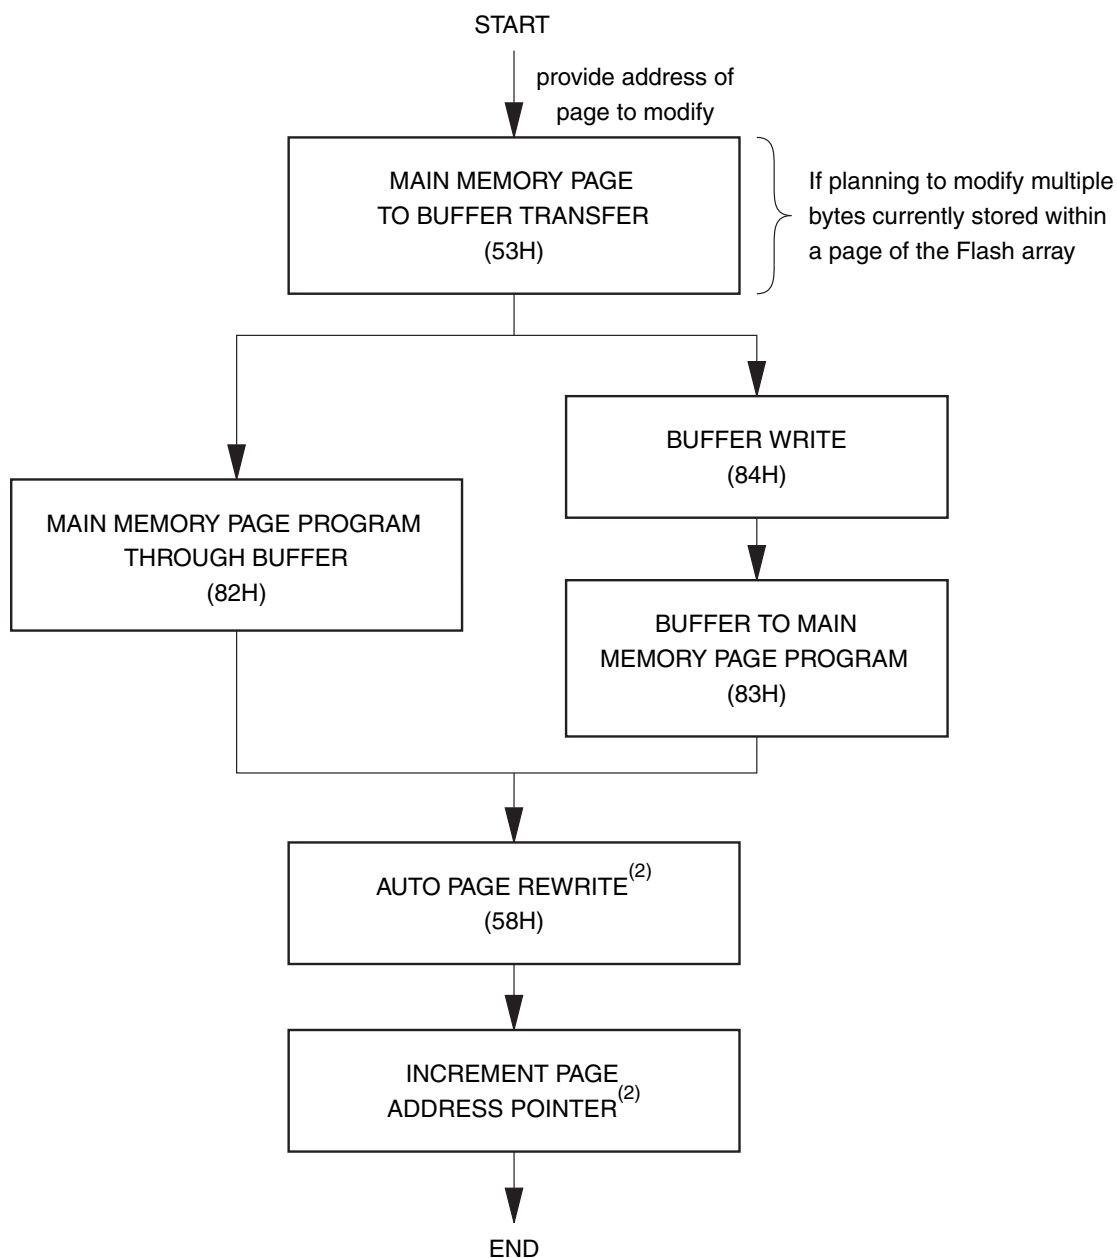 START
provide address of
page to modify
MAIN MEMORY PAGE
TO BUFFER TRANSFER
(53H)
If planning to modify multiple
bytes currently stored within
a page of the Flash array
BUFFER WRITE
(84H)
MAIN MEMORY PAGE PROGRAM
THROUGH BUFFER
(82H)
BUFFER TO MAIN
MEMORY PAGE PROGRAM
(83H)
AUTO PAGE REWRITE(2)
(58H)
INCREMENT PAGE
ADDRESS POINTER(2)
END